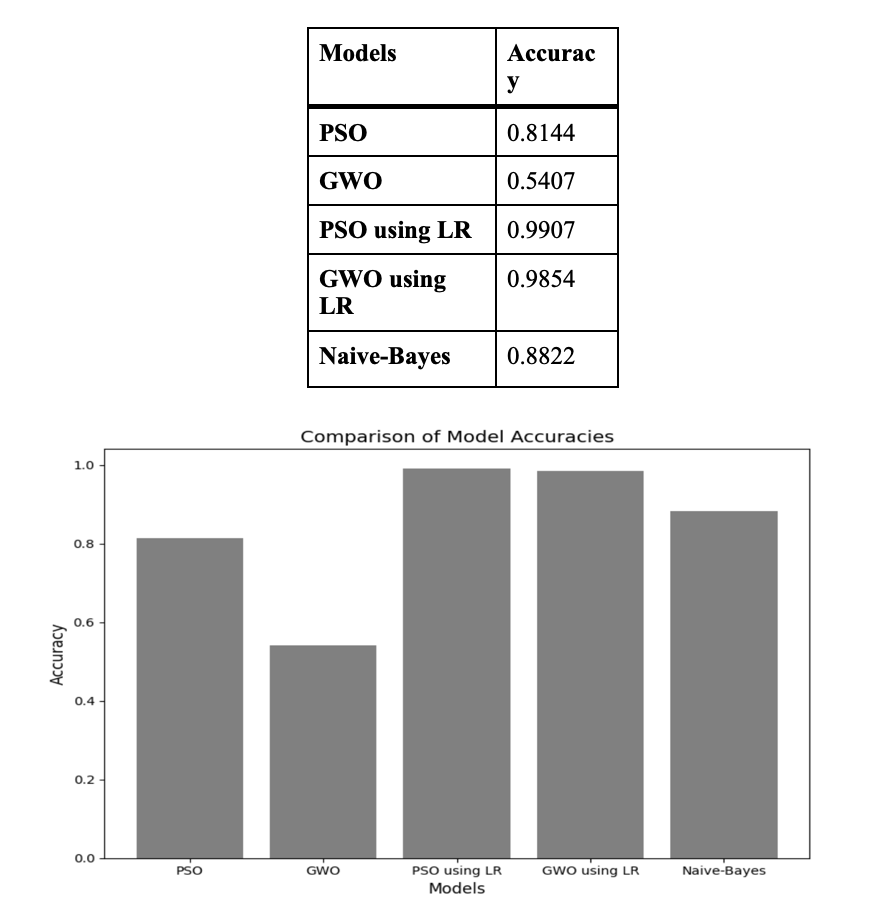 Models
Accurac
y
PSO
0.8144
GWO
0.5407
PSO using LR
0.9907
GWO using
LR
0.9854
Naive-Bayes
0.8822
Comparison of Model Accuracies
1.0
0.8
0.6
0.4
0.2
0.0
Accuracy
PSO
GWO
PSO using LR
GWO using LR
Naive-Bayes
Models